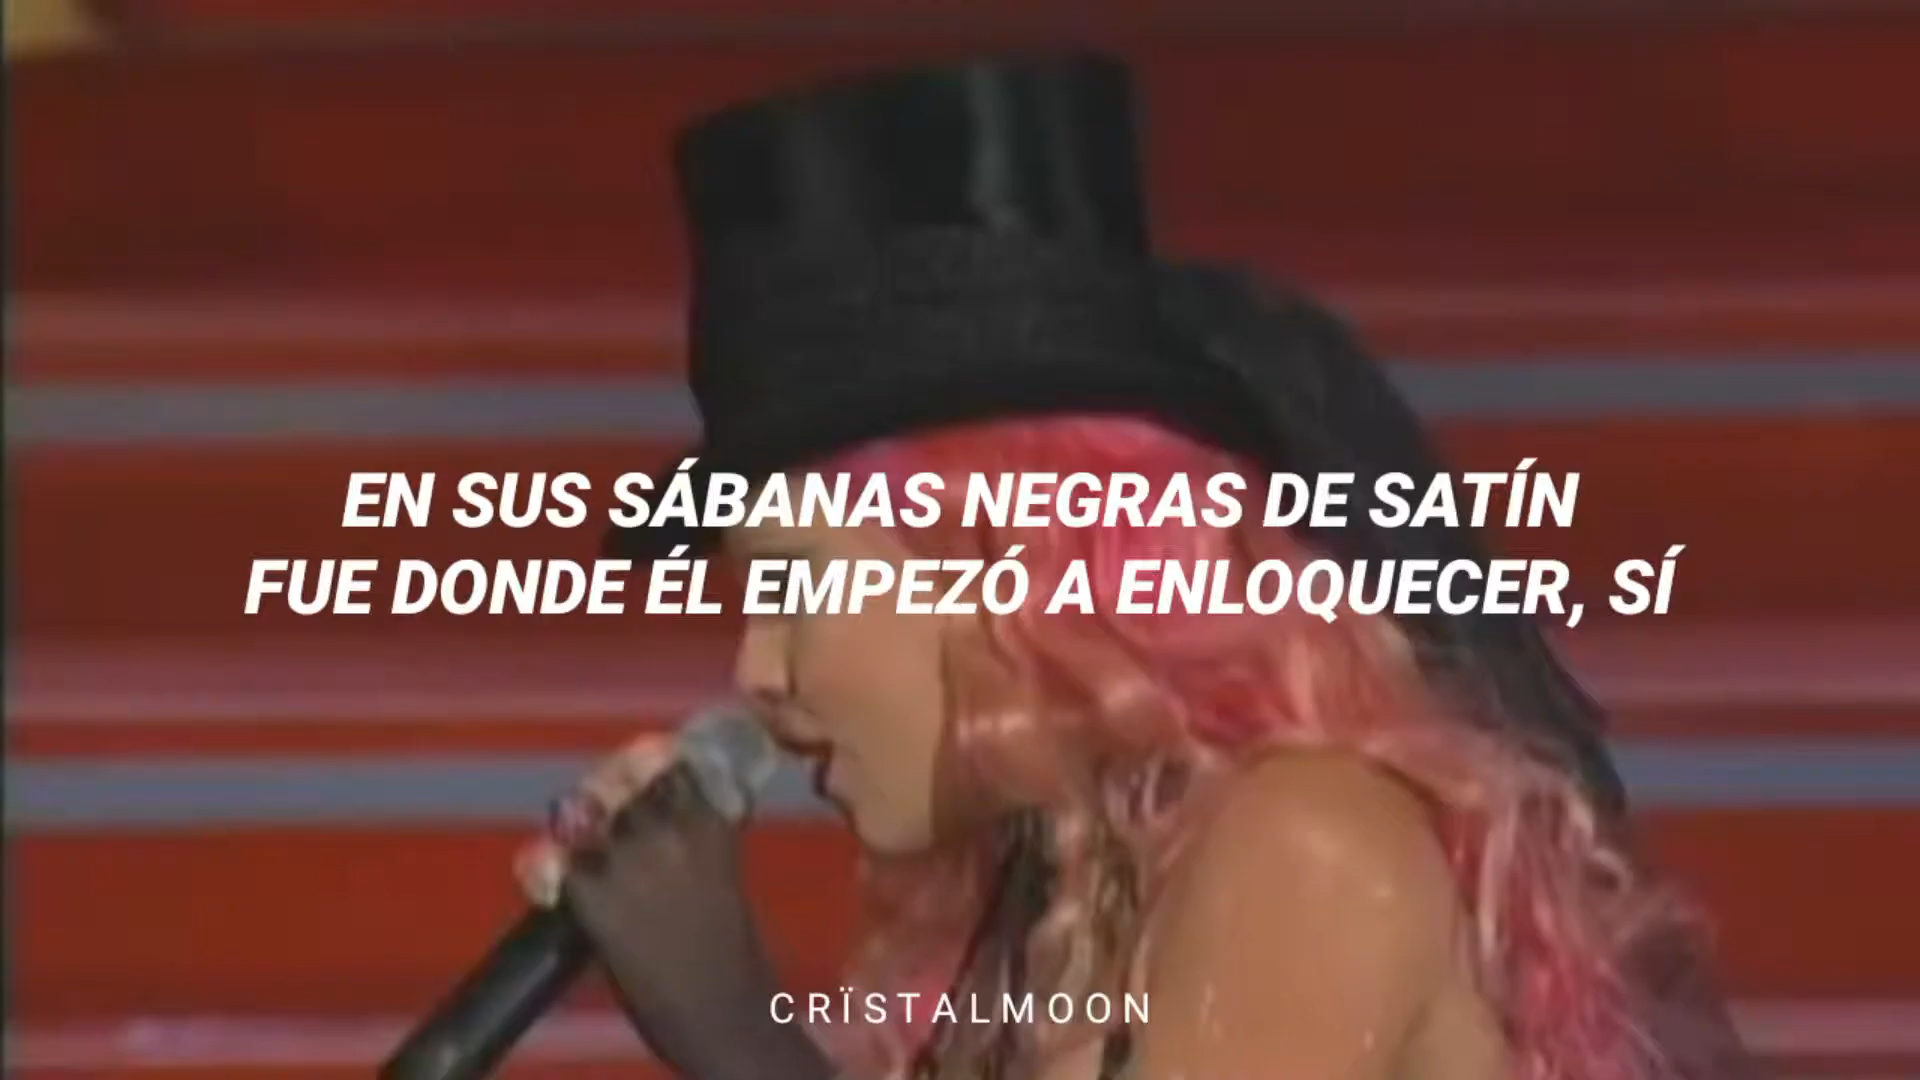 EN SUS SÁBANAS NEGRAS DE SATÍN
FUE DONDE ÉL EMPEZÓ A ENLOQUECER, SÍ
CRÏSTALMOON